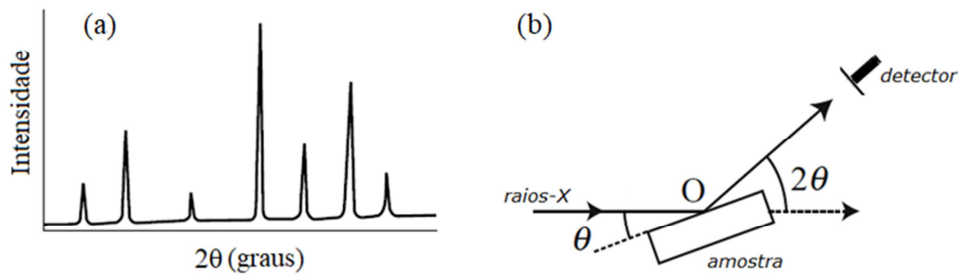 (a)
Intensidade
2θ (graus)
(b)
detector
raios-X
O
2θ
θ
amostra